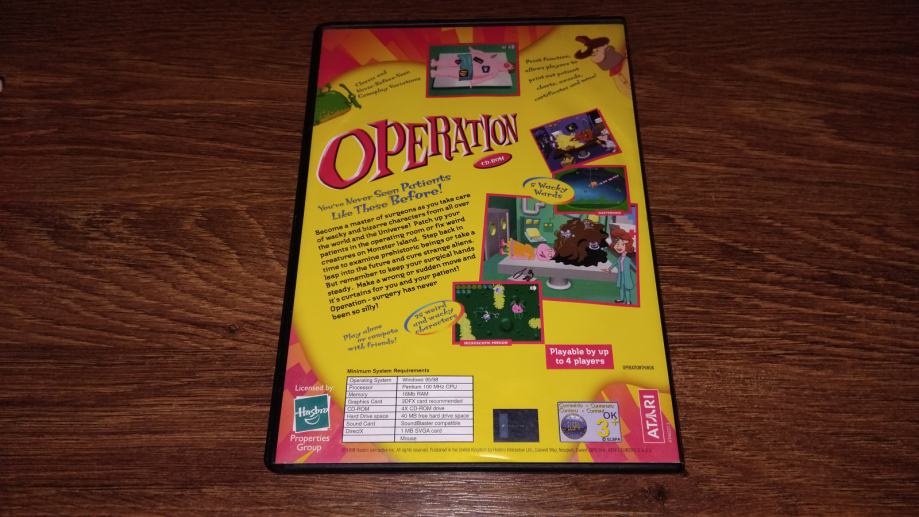 Classic and
Never-Before-Seen
Gameplay Variations
Print function
allows players to
print out patient
charts, awards,
certificates and more!
OPERATION
CD-ROM
You've Never Seen Patients
Like These Before!
5 Wacky
Wards
Become a master of surgeons as you take care
of wacky and bizarre characters from all over
the world and the Universe! Patch up your
patients in the operating room or fix weird
creatures on Monster Island. Step back in
time to examine prehistoric beings or take a
leap into the future and cure strange aliens.
But remember to keep your surgical hands
steady. Make a wrong or sudden move and
it's curtains for you and your patient!
Operation - surgery has never
been so silly!
Play alone
or compete
with friends!
25 weird
and wacky
characters
MICROSCOPIC MIRROR
Playable by up
to 4 players
Minimum System Requirements
Operating System Windows 95/98
Processor Pentium 100 MHz CPU
Memory 16Mb RAM
Graphics Card 3DFX card recommended
CD-ROM 4X CD-ROM drive
Hard Drive space 40 MB free hard drive space
Sound Card SoundBlaster compatible
DirectX 1 MB SVGA card
Mouse
Licensed by:
Hasbro
Properties
Group
OK
3+
© ELSPA
ATARI